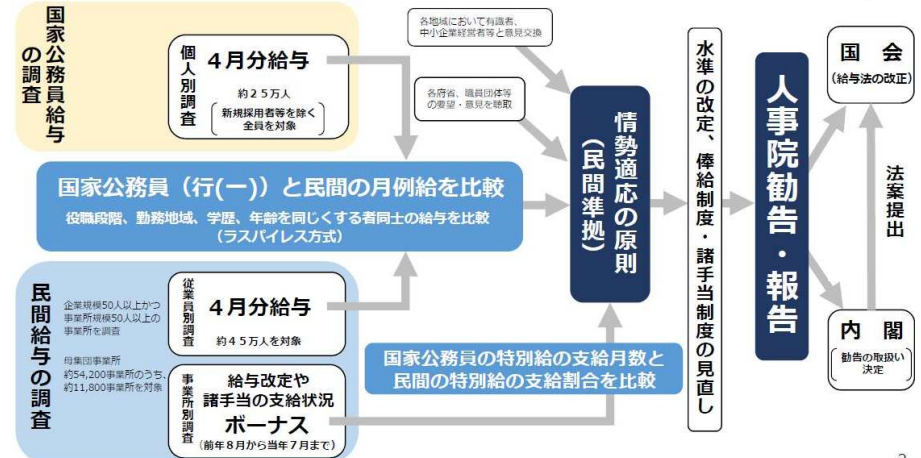 国家公務員給与
の調査
個人別調査
4月分給与
約25万人
新規採用者等を除く
全員を対象
各地域において有識者、
中小企業経営者等と意見交換
各府省、職員団体等
の要望・意見を聴取
国家公務員（行(一)）と民間の月例給を比較
役職段階、勤務地域、学歴、年齢を同じくする者同士の給与を比較
（ラスパイレス方式）
民間給与の調査
企業規模50人以上かつ
事業所規模50人以上の
事業所を調査
母集団事業所
約54,200事業所のうち、
約11,800事業所を対象
従業員別調査
4月分給与
約45万人を対象
事業所別調査
給与改定や
諸手当の支給状況
ボーナス
（前年8月から当年7月まで）
国家公務員の特別給の支給月数と
民間の特別給の支給割合を比較
情勢適応の原則
（民間準拠）
水準の改定、俸給制度・諸手当制度の見直し
人事院勧告・報告
国 会
（給与法の改正）
法案提出
内 閣
勧告の取扱い
決定